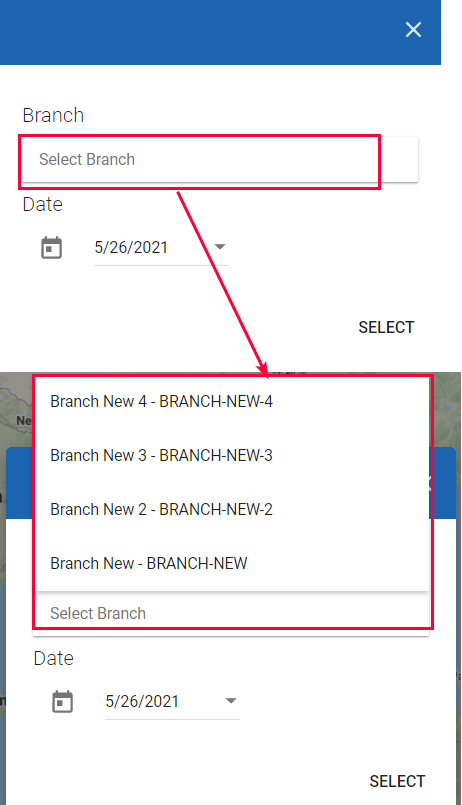 Branch
Select Branch
Date
5/26/2021
SELECT
Branch New 4 - BRANCH-NEW-4
Ne
Branch New 3 - BRANCH-NEW-3
Branch New 2 - BRANCH-NEW-2
Branch New - BRANCH-NEW
Select Branch
Date
5/26/2021
SELECT